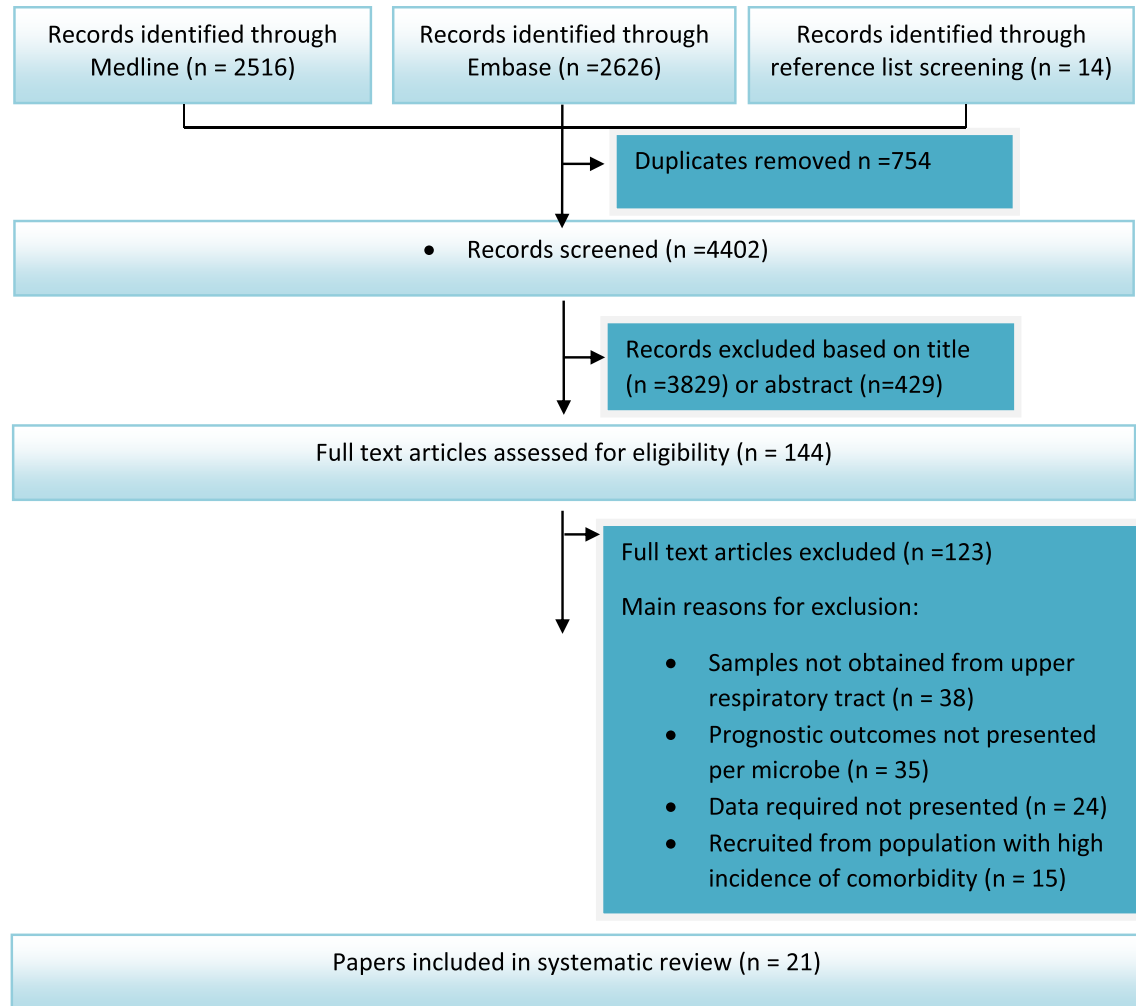 Records identified through
Medline (n = 2516)
Records identified through
Embase (n =2626)
Records identified through
reference list screening (n = 14)
Duplicates removed n =754
• Records screened (n =4402)
Records excluded based on title
(n =3829) or abstract (n=429)
Full text articles assessed for eligibility (n = 144)
Full text articles excluded (n =123)
Main reasons for exclusion:
• Samples not obtained from upper
respiratory tract (n = 38)
• Prognostic outcomes not presented
per microbe (n = 35)
• Data required not presented (n = 24)
• Recruited from population with high
incidence of comorbidity (n = 15)
Papers included in systematic review (n = 21)